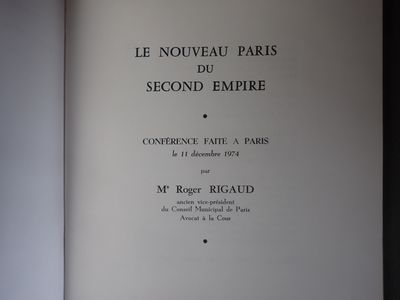 LE NOUVEAU PARIS
DU
SECOND EMPIRE
CONFÉRENCE FAITE A PARIS
le 11 décembre 1974
par
Me Roger RIGAUD
ancien vice-président
du Conseil Municipal de Paris
Avocat à la Cour